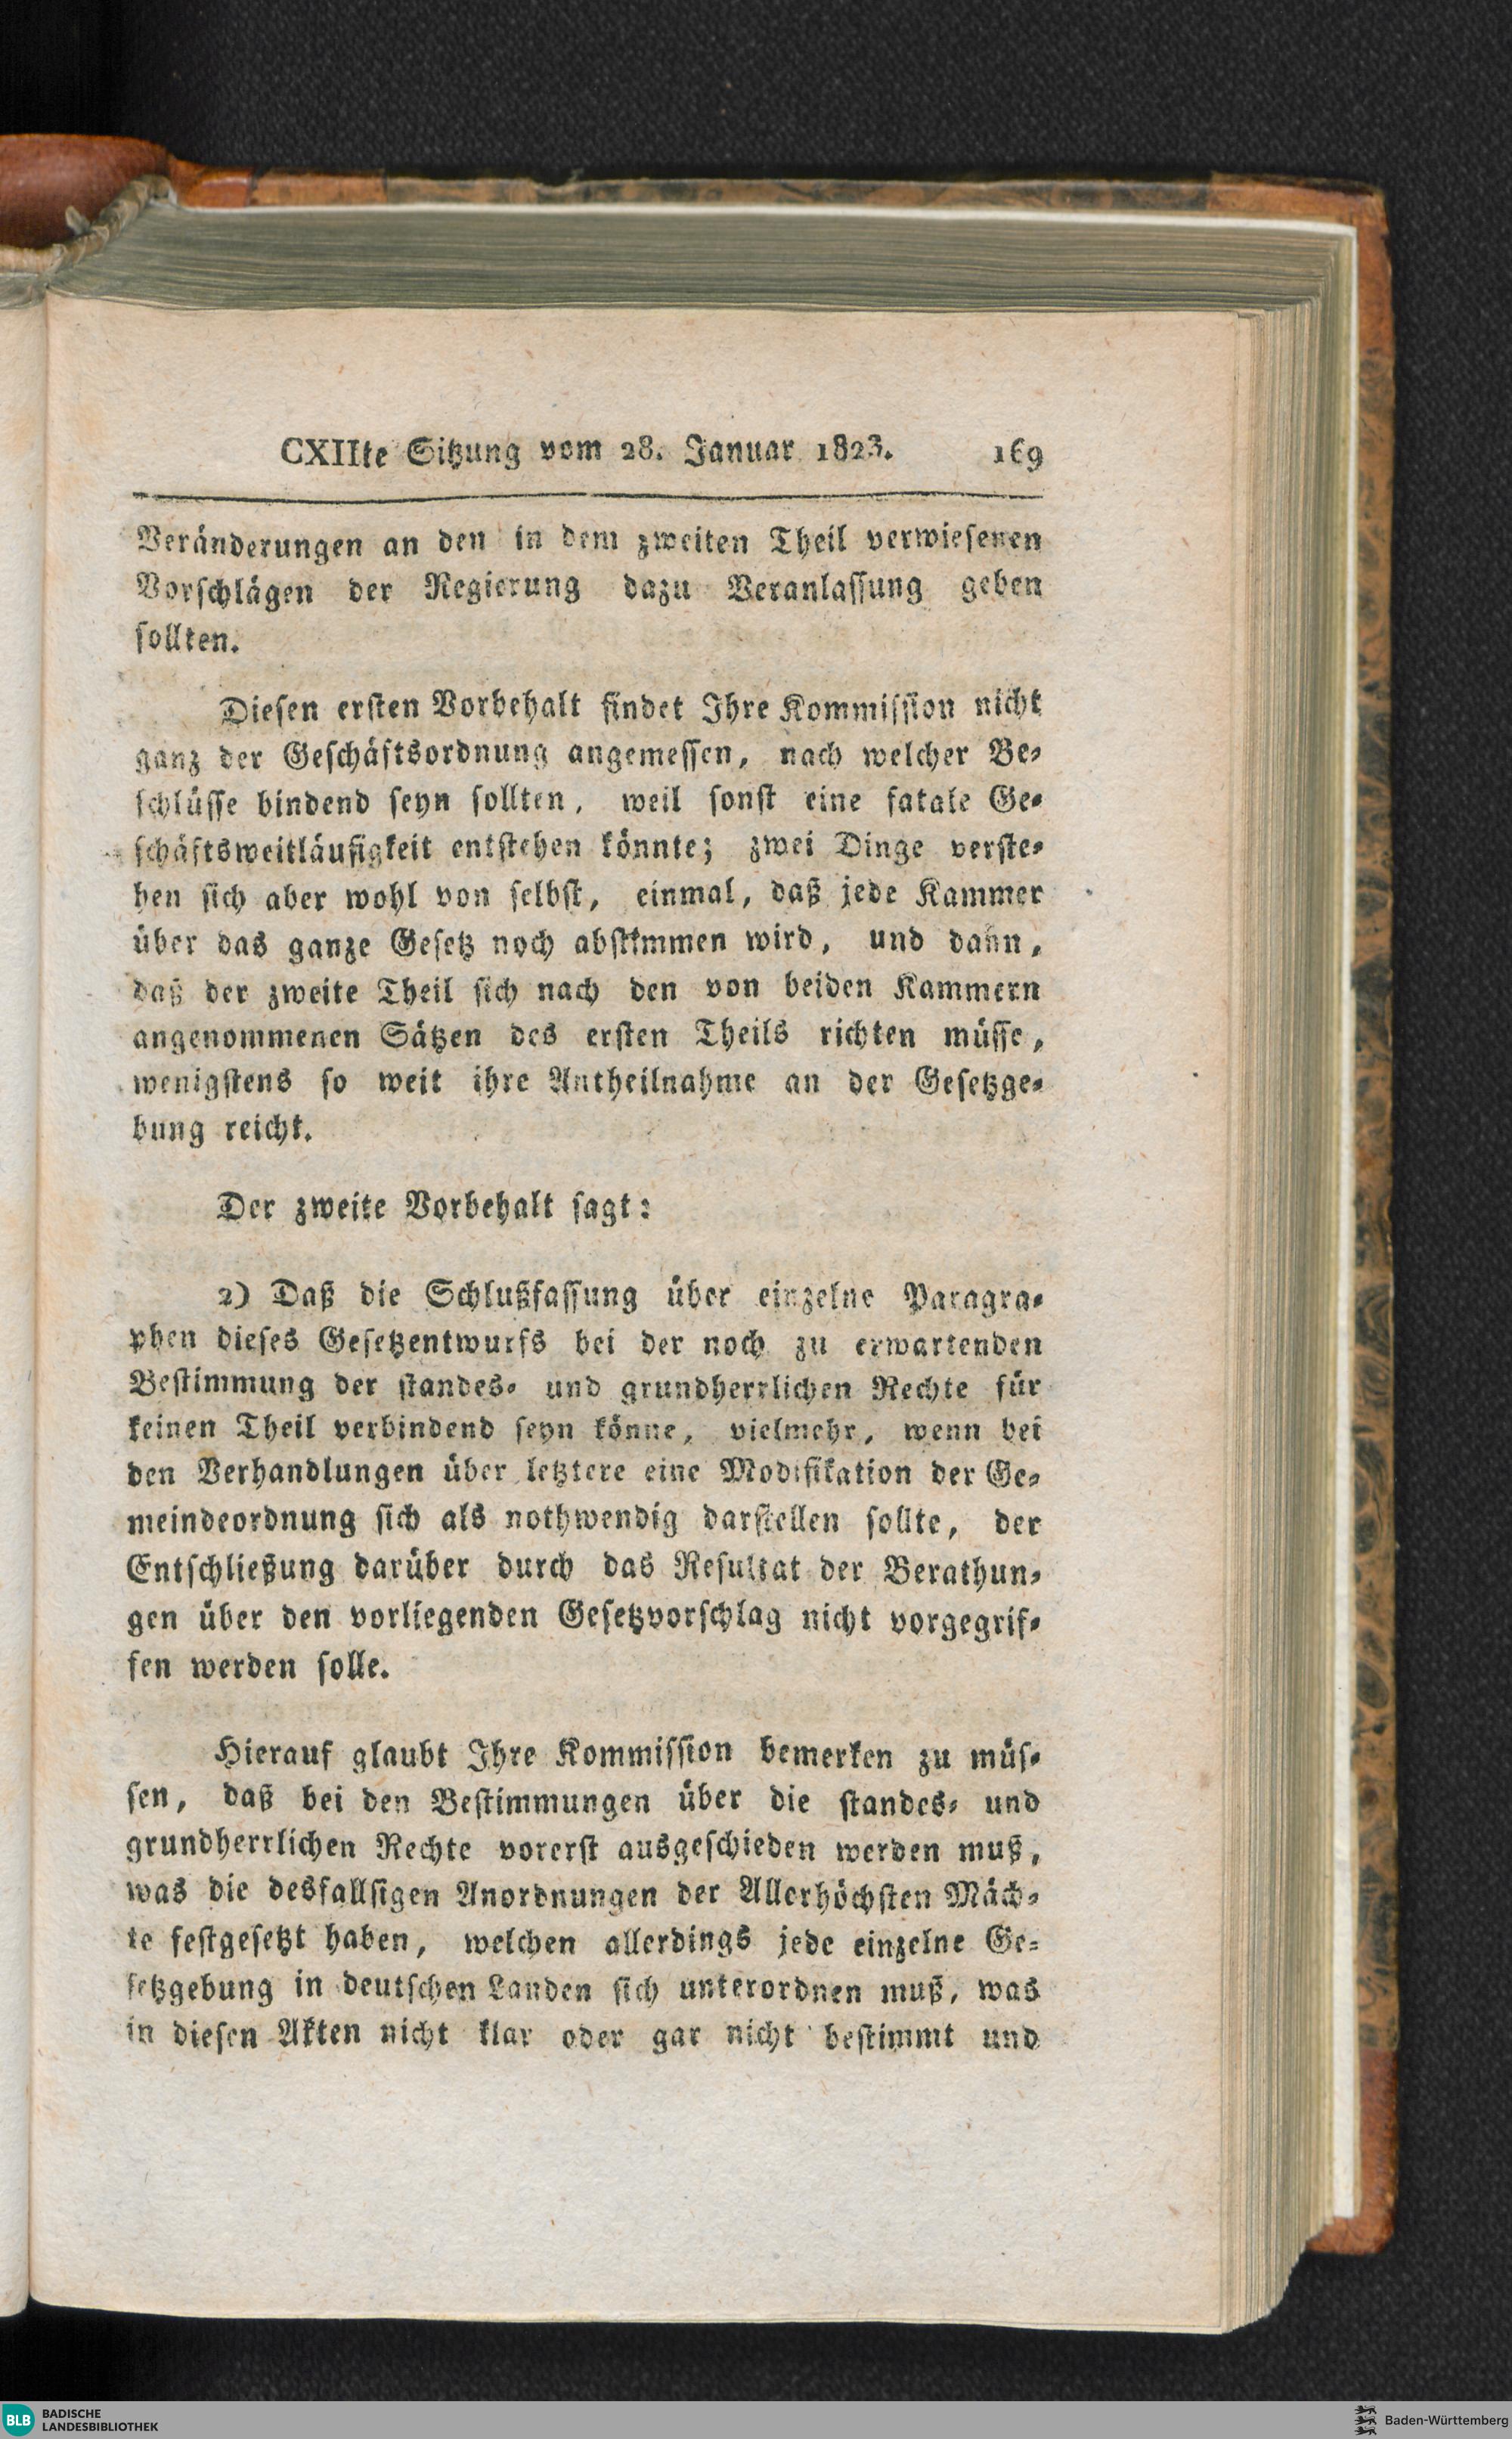 CXIIte Sitzung vom 28. Januar 1823. 169
Veränderungen an den in dem zweiten Theil verwiesenen
Vorschlägen der Regierung dazu Veranlassung geben
sollten.
Diesen ersten Vorbehalt findet Ihre Kommission nicht
ganz der Geschäftsordnung angemessen, nach welcher Be-
schlüsse bindend seyn sollten, weil sonst eine fatale Ge-
schäftsweitläufigkeit entstehen könnte; zwei Dinge verste-
hen sich aber wohl von selbst, einmal, daß jede Kammer
über das ganze Gesetz noch abstimmen wird, und dann,
daß der zweite Theil sich nach den von beiden Kammern
angenommenen Sätzen des ersten Theils richten müsse,
wenigstens so weit ihre Antheilnahme an der Gesetzge-
bung reicht.
Der zweite Vorbehalt sagt:
2) Daß die Schlußfassung über einzelne Paragra-
phen dieses Gesetzentwurfs bei der noch zu erwartenden
Bestimmung der standes- und grundherrlichen Rechte für
keinen Theil verbindend seyn könne, vielmehr, wenn bei
den Verhandlungen über letztere eine Modifikation der Ge-
meindeordnung sich als nothwendig darstellen sollte, der
Entschließung darüber durch das Resultat der Berathun-
gen über den vorliegenden Gesetzvorschlag nicht vorgegrif-
fen werden solle.
Hierauf glaubt Ihre Kommission bemerken zu müs-
sen, daß bei den Bestimmungen über die standes- und
grundherrlichen Rechte vorerst ausgeschieden werden muß,
was die desfallsigen Anordnungen der Allerhöchsten Mäch-
te festgesetzt haben, welchen allerdings jede einzelne Ge-
setzgebung in deutschen Landen sich unterordnen muß, was
in diesen Akten nicht klar oder gar nicht bestimmt und
BLB BADISCHE
LANDESBIBLIOTHEK
Baden-Württemberg